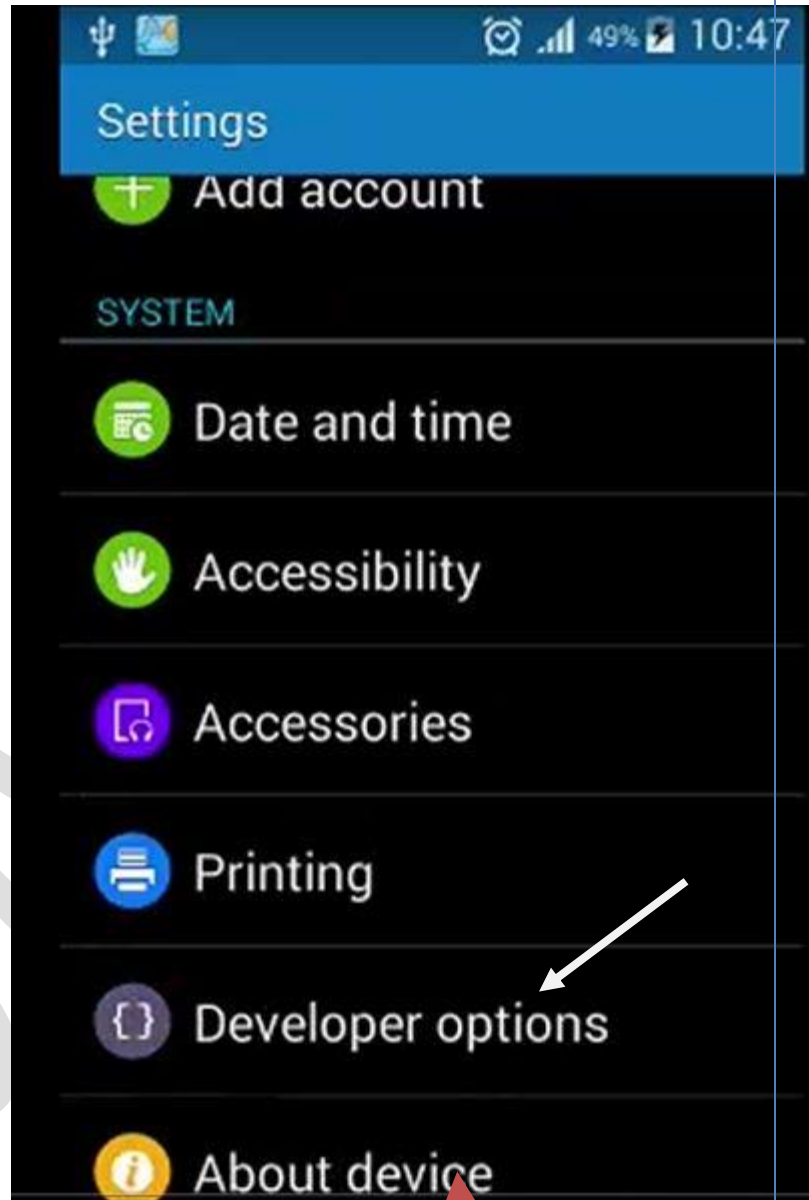 49% 10:47
Settings
Add account
SYSTEM
Date and time
Accessibility
Accessories
Printing
{} Developer options
About device